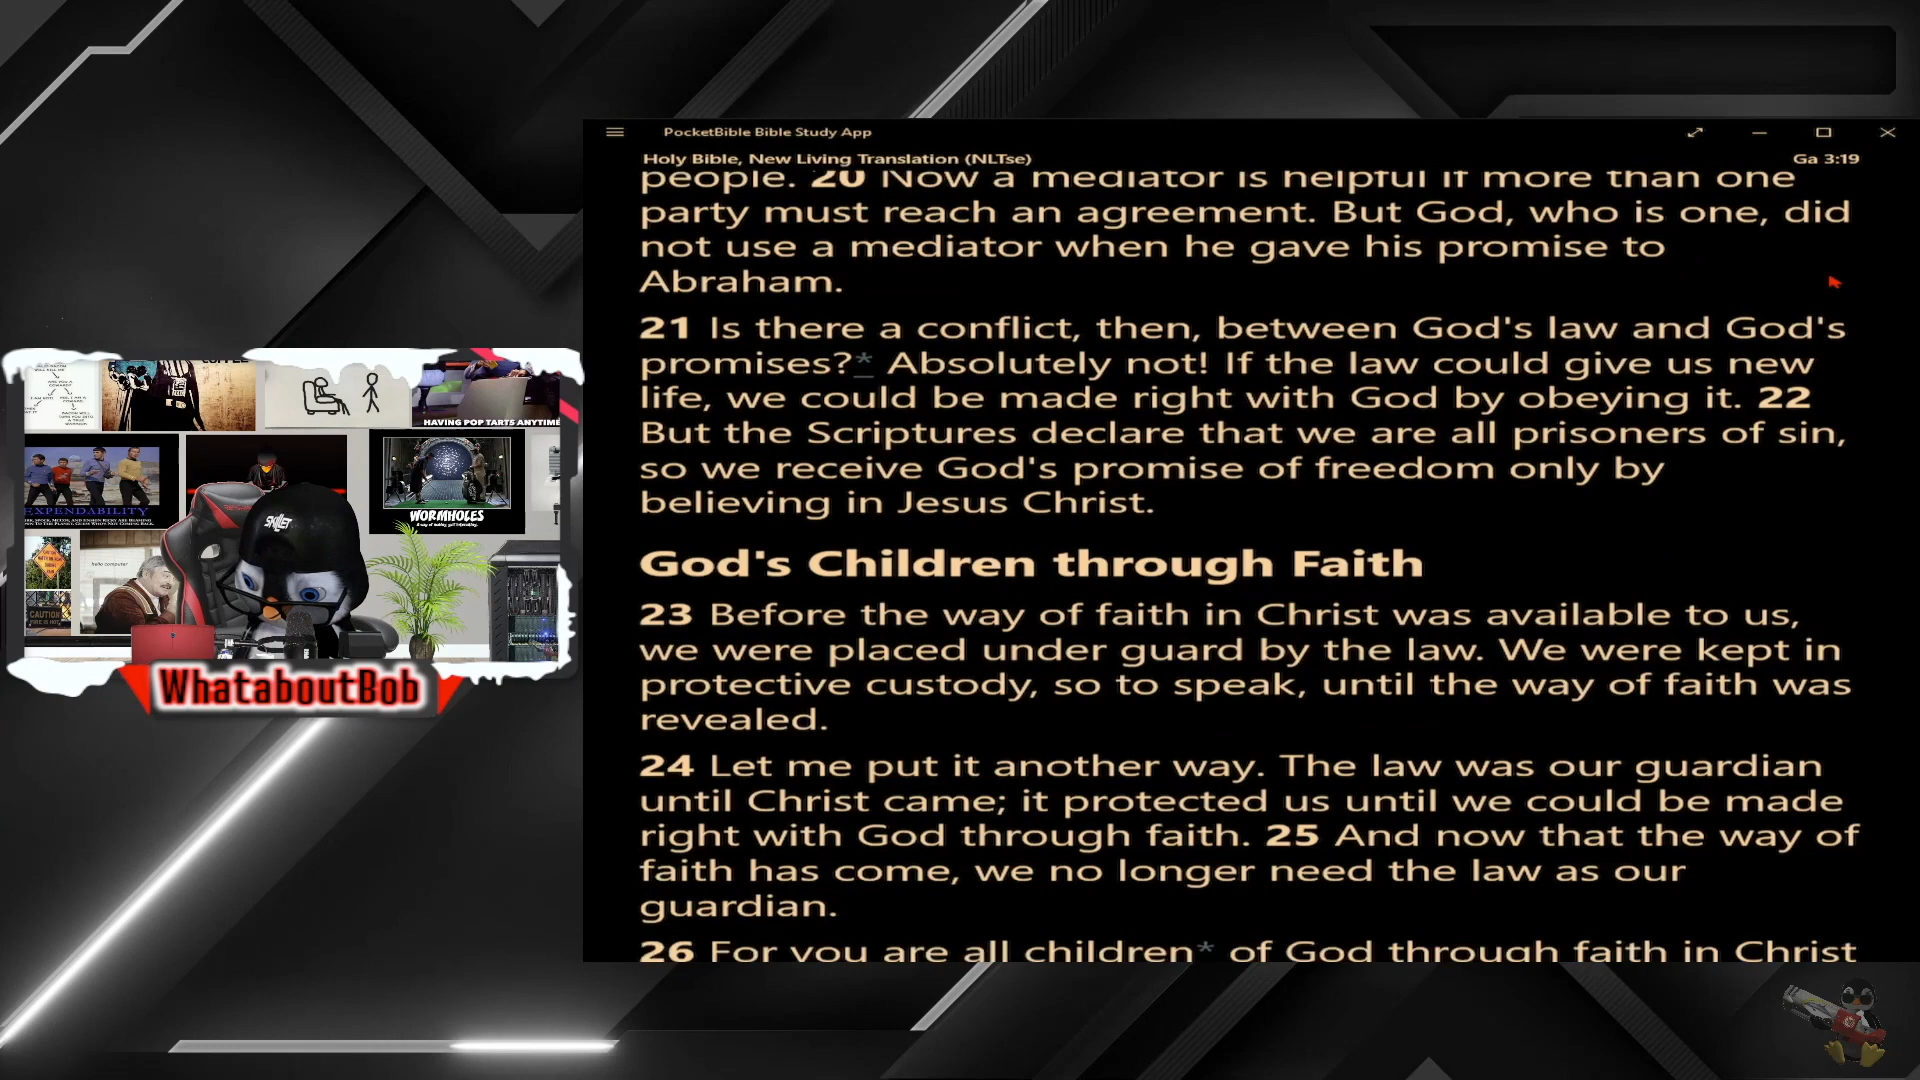 PocketBible Bible Study App
Holy Bible, New Living Translation (NLTse)
Ga 3:19
people. 20 Now a mediator is helpful if more than one
party must reach an agreement. But God, who is one, did
not use a mediator when he gave his promise to
Abraham.
21 Is there a conflict, then, between God's law and God's
promises?* Absolutely not! If the law could give us new
life, we could be made right with God by obeying it. 22
But the Scriptures declare that we are all prisoners of sin,
so we receive God's promise of freedom only by
believing in Jesus Christ.
God's Children through Faith
23 Before the way of faith in Christ was available to us,
we were placed under guard by the law. We were kept in
protective custody, so to speak, until the way of faith was
revealed.
24 Let me put it another way. The law was our guardian
until Christ came; it protected us until we could be made
right with God through faith. 25 And now that the way of
faith has come, we no longer need the law as our
guardian.
26 For you are all children* of God through faith in Christ
HAVING POP TARTS ANYTIME
EXPENDABILITY
WORMHOLES
SKILLET
hello computer
CAUTION
WhataboutBob